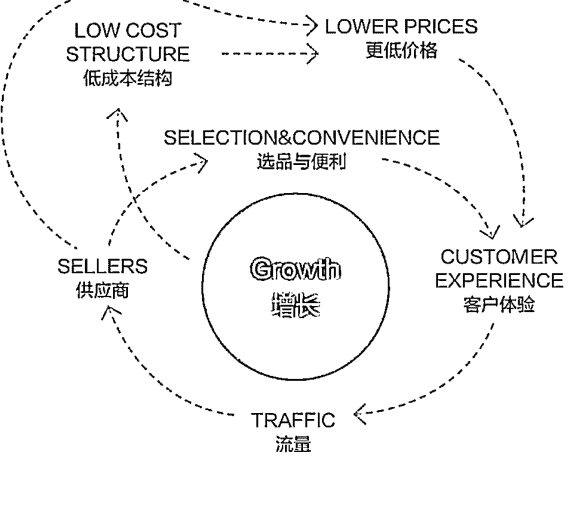 LOW COST
STRUCTURE
低成本结构
LOWER PRICES
更低价格
SELECTION&CONVENIENCE
选品与便利
SELLERS
供应商
Growth
增长
CUSTOMER
EXPERIENCE
客户体验
TRAFFIC
流量